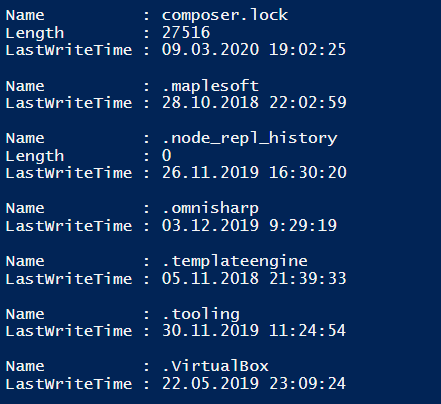 Name          : composer.lock
Length        : 27516
LastWriteTime : 09.03.2020 19:02:25
Name          : .maplesoft
LastWriteTime : 28.10.2018 22:02:59
Name          : .node_repl_history
Length        : 0
LastWriteTime : 26.11.2019 16:30:20
Name          : .omnisharp
LastWriteTime : 03.12.2019 9:29:19
Name          : .templateengine
LastWriteTime : 05.11.2018 21:39:33
Name          : .tooling
LastWriteTime : 30.11.2019 11:24:54
Name          : .VirtualBox
LastWriteTime : 22.05.2019 23:09:24